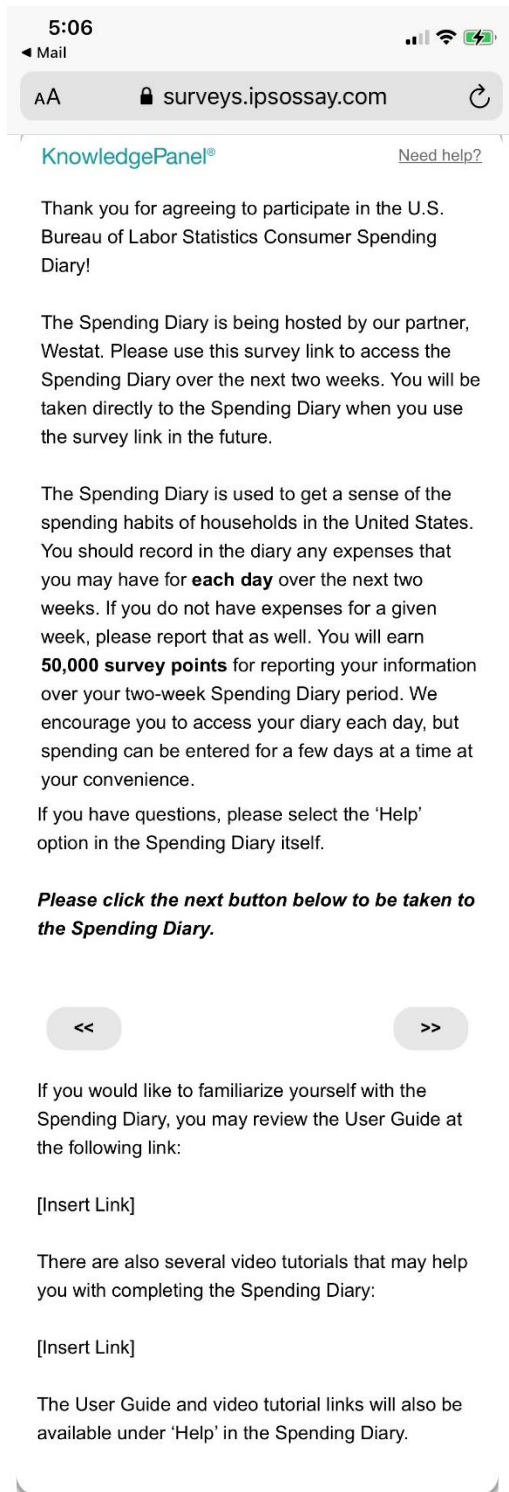 5:06
◀ Mail
AA surveys.ipsossay.com
KnowledgePanel® Need help?
Thank you for agreeing to participate in the U.S.
Bureau of Labor Statistics Consumer Spending
Diary!
The Spending Diary is being hosted by our partner,
Westat. Please use this survey link to access the
Spending Diary over the next two weeks. You will be
taken directly to the Spending Diary when you use
the survey link in the future.
The Spending Diary is used to get a sense of the
spending habits of households in the United States.
You should record in the diary any expenses that
you may have for each day over the next two
weeks. If you do not have expenses for a given
week, please report that as well. You will earn
50,000 survey points for reporting your information
over your two-week Spending Diary period. We
encourage you to access your diary each day, but
spending can be entered for a few days at a time at
your convenience.
If you have questions, please select the ‘Help’
option in the Spending Diary itself.
Please click the next button below to be taken to
the Spending Diary.
<< >>
If you would like to familiarize yourself with the
Spending Diary, you may review the User Guide at
the following link:
[Insert Link]
There are also several video tutorials that may help
you with completing the Spending Diary:
[Insert Link]
The User Guide and video tutorial links will also be
available under ‘Help’ in the Spending Diary.